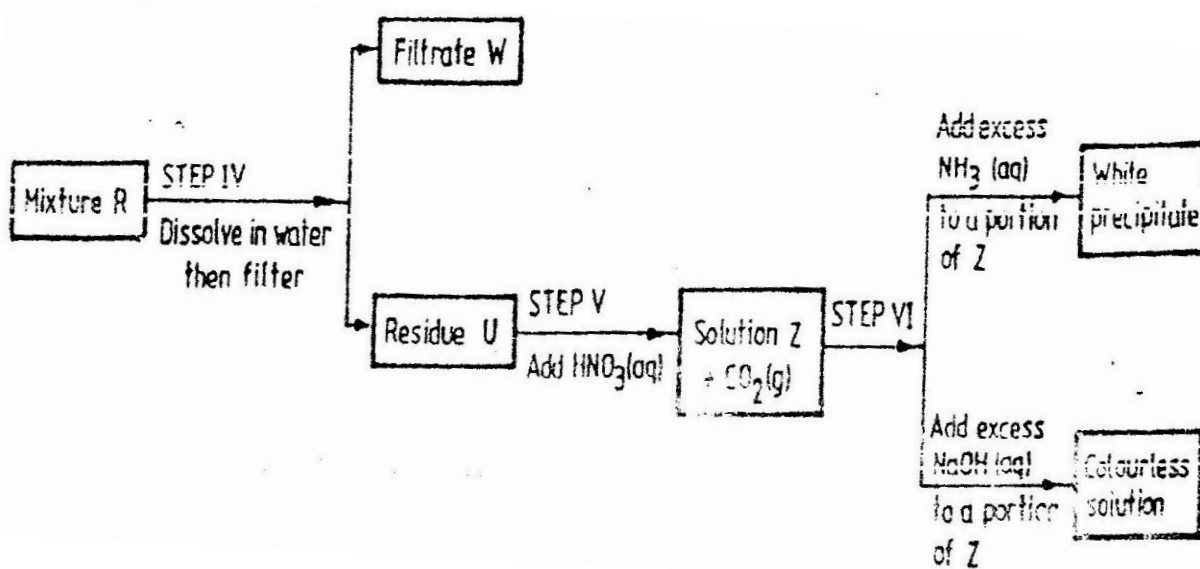 Filtrate W
Mixture R
STEP IV
Dissolve in water
then filter
Residue U
STEP V
Add HNO₃(aq)
Solution Z
+ CO₂(g)
STEP VI
Add excess
NH₃ (aq)
to a portion
of Z
White
precipitate
Add excess
NaOH (aq)
to a portion
of Z
Colourless
solution